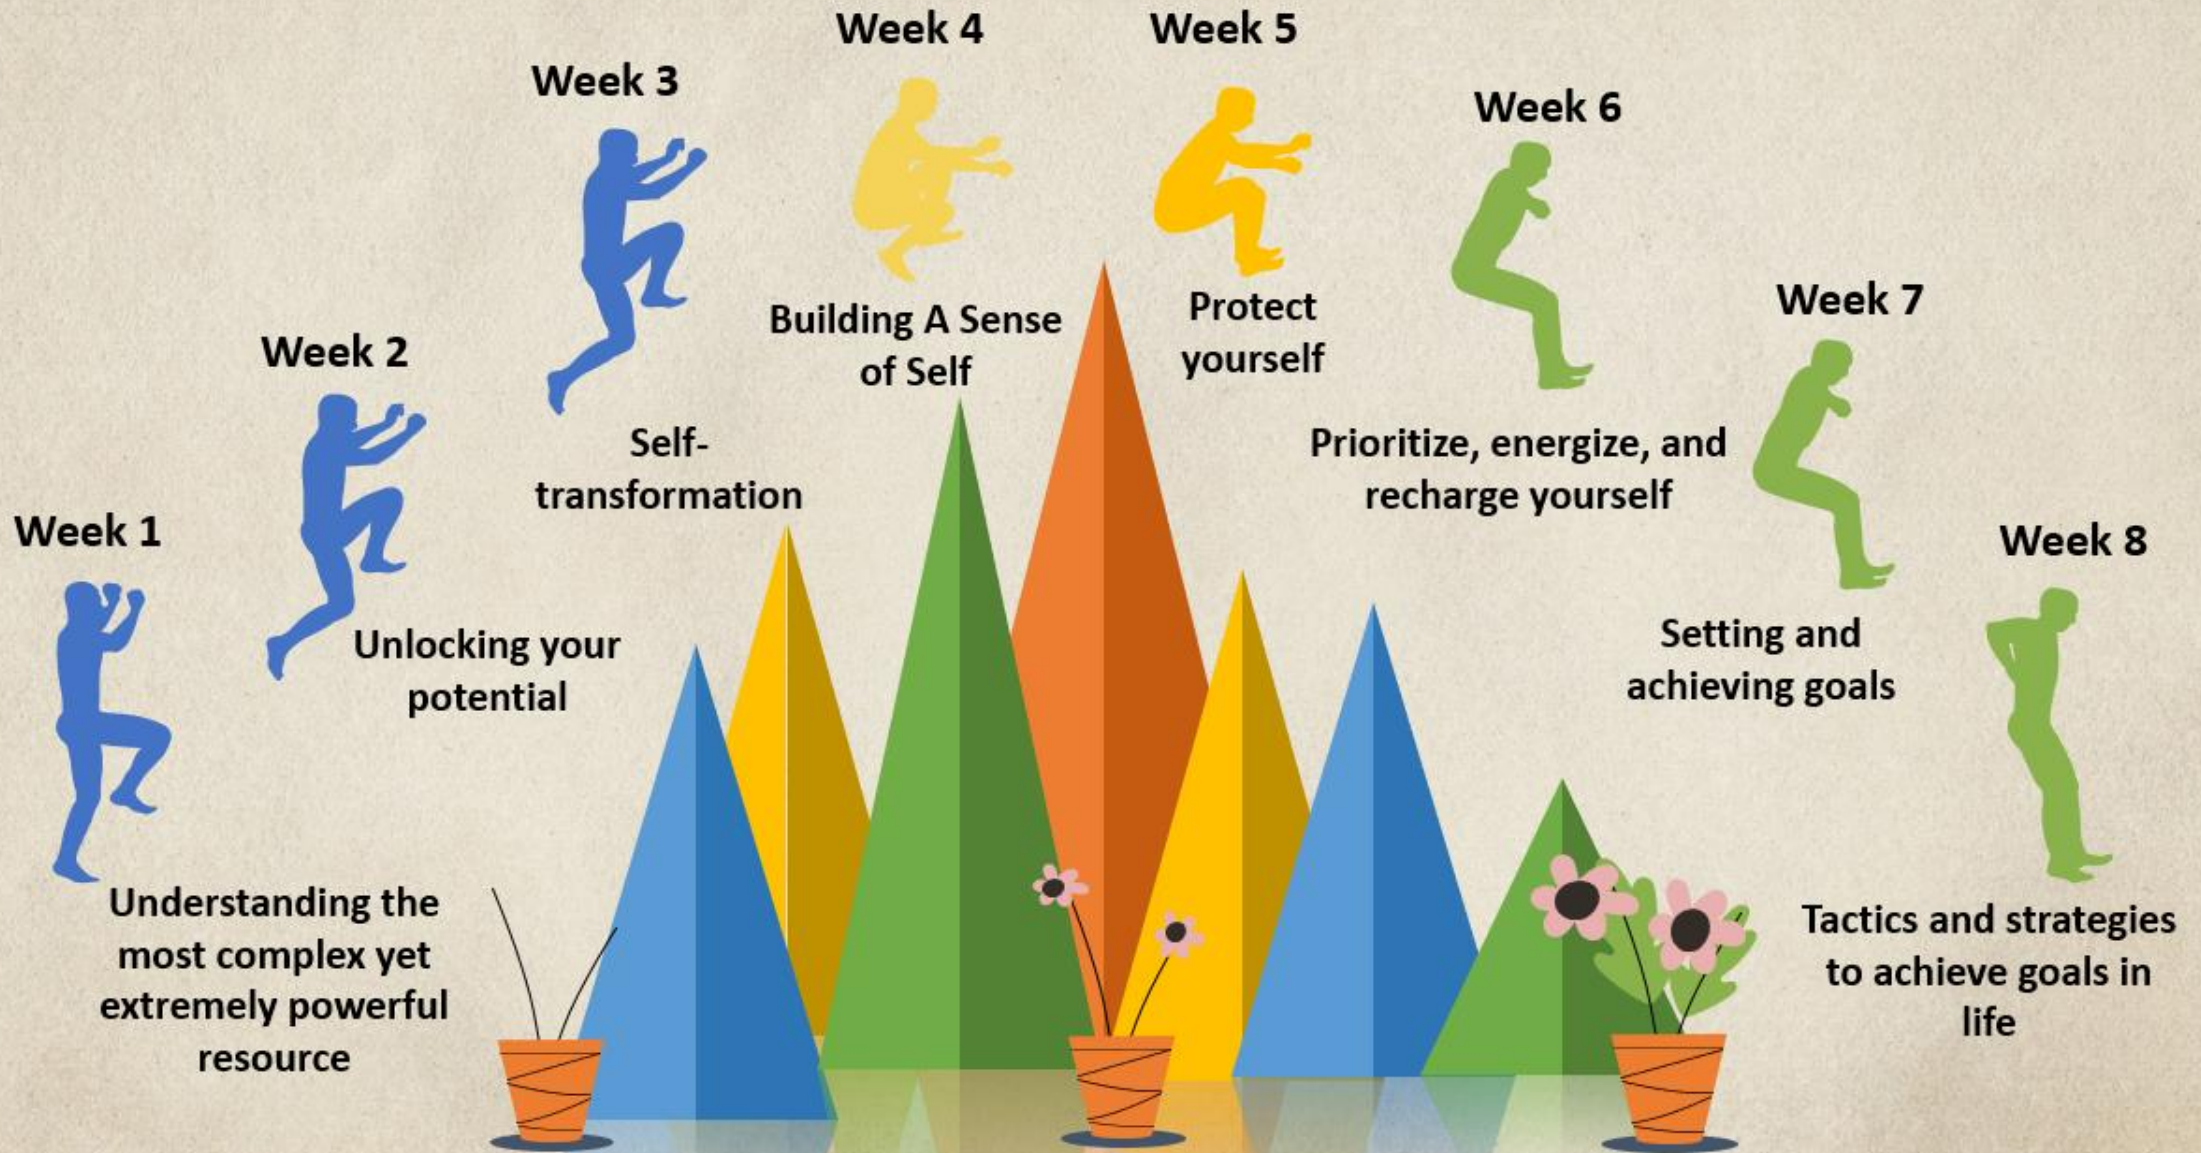 Week 1
Understanding the
most complex yet
extremely powerful
resource
Week 2
Unlocking your
potential
Week 3
Self-
transformation
Week 4
Building A Sense
of Self
Week 5
Protect
yourself
Week 6
Prioritize, energize, and
recharge yourself
Week 7
Setting and
achieving goals
Week 8
Tactics and strategies
to achieve goals in
life